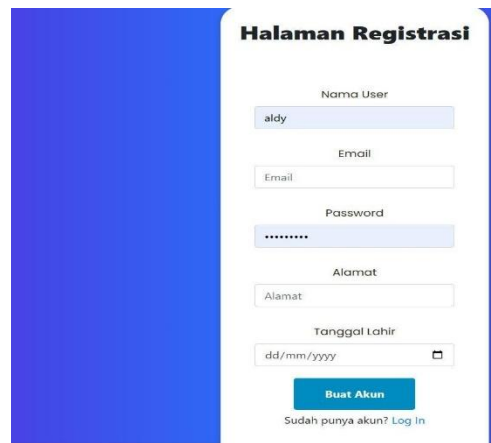 Halaman Registrasi
Nama User
aldy
Email
Email
Password
•••••••••
Alamat
Alamat
Tanggal Lahir
dd/mm/yyyy
Buat Akun
Sudah punya akun? Log In